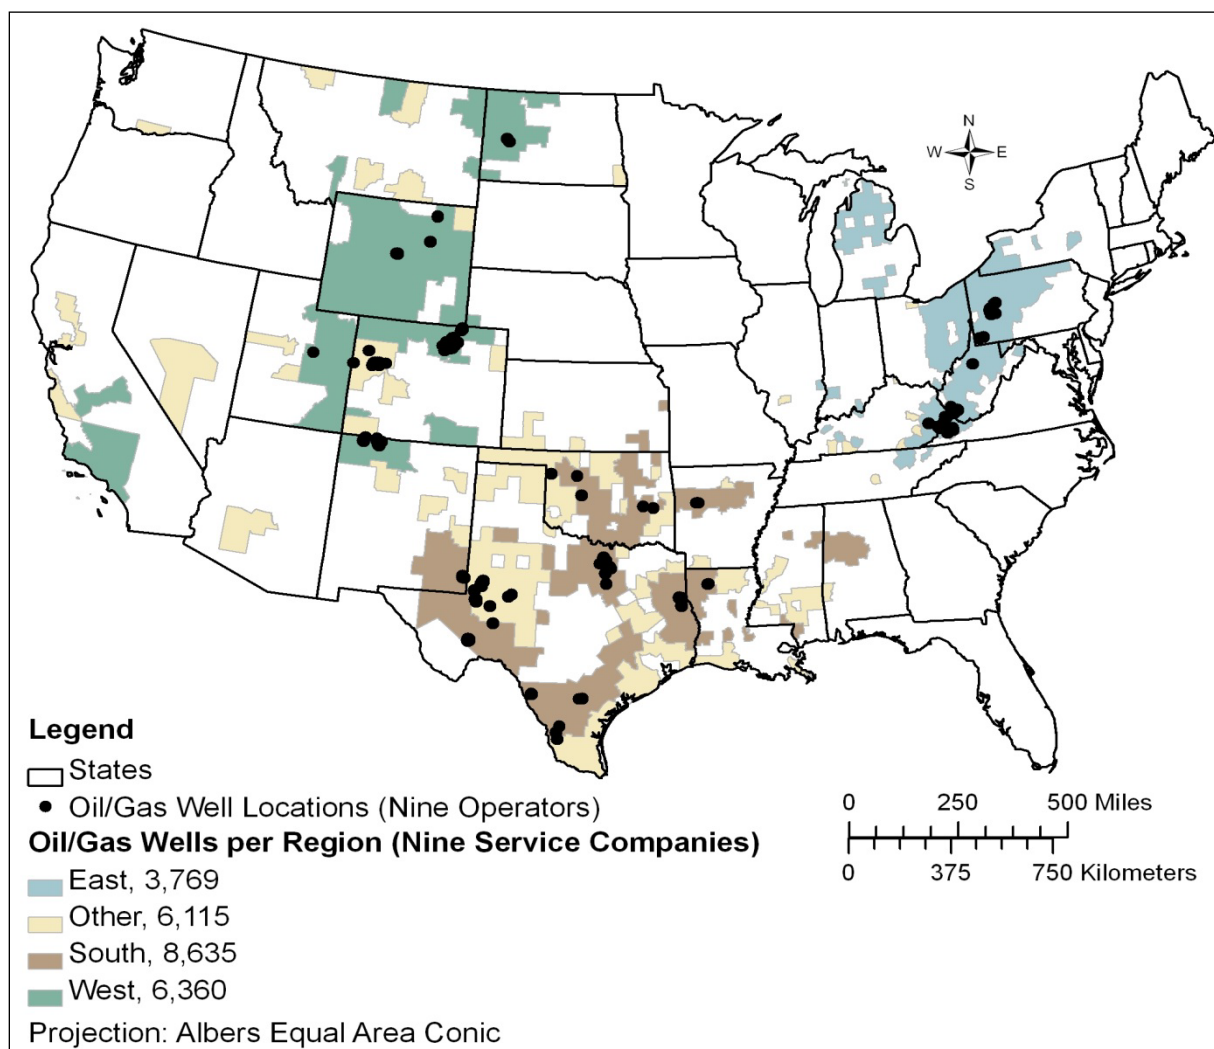 N
W E
S
Legend
States
Oil/Gas Well Locations (Nine Operators)
Oil/Gas Wells per Region (Nine Service Companies)
East, 3,769
Other, 6,115
South, 8,635
West, 6,360
Projection: Albers Equal Area Conic
0 250 500 Miles
0 375 750 Kilometers